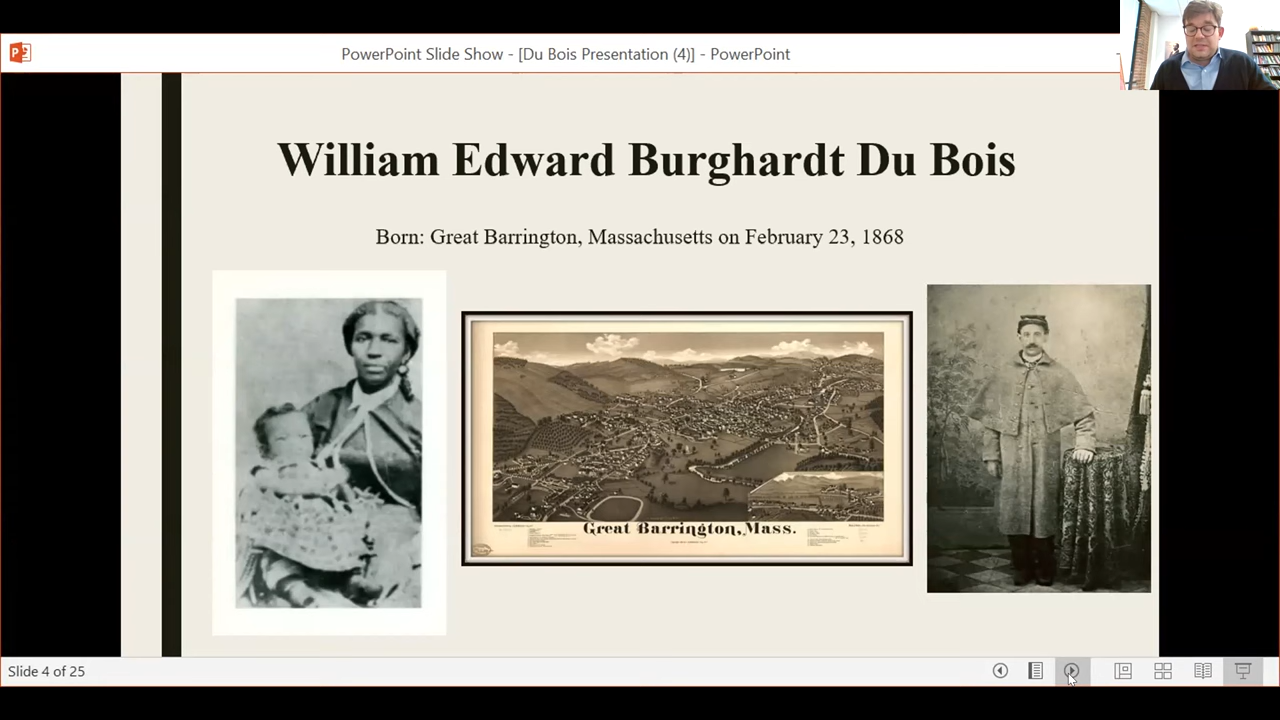 PowerPoint Slide Show - [Du Bois Presentation (4)] - PowerPoint
William Edward Burghardt Du Bois
Born: Great Barrington, Massachusetts on February 23, 1868
Great Barrington, Mass.
Slide 4 of 25